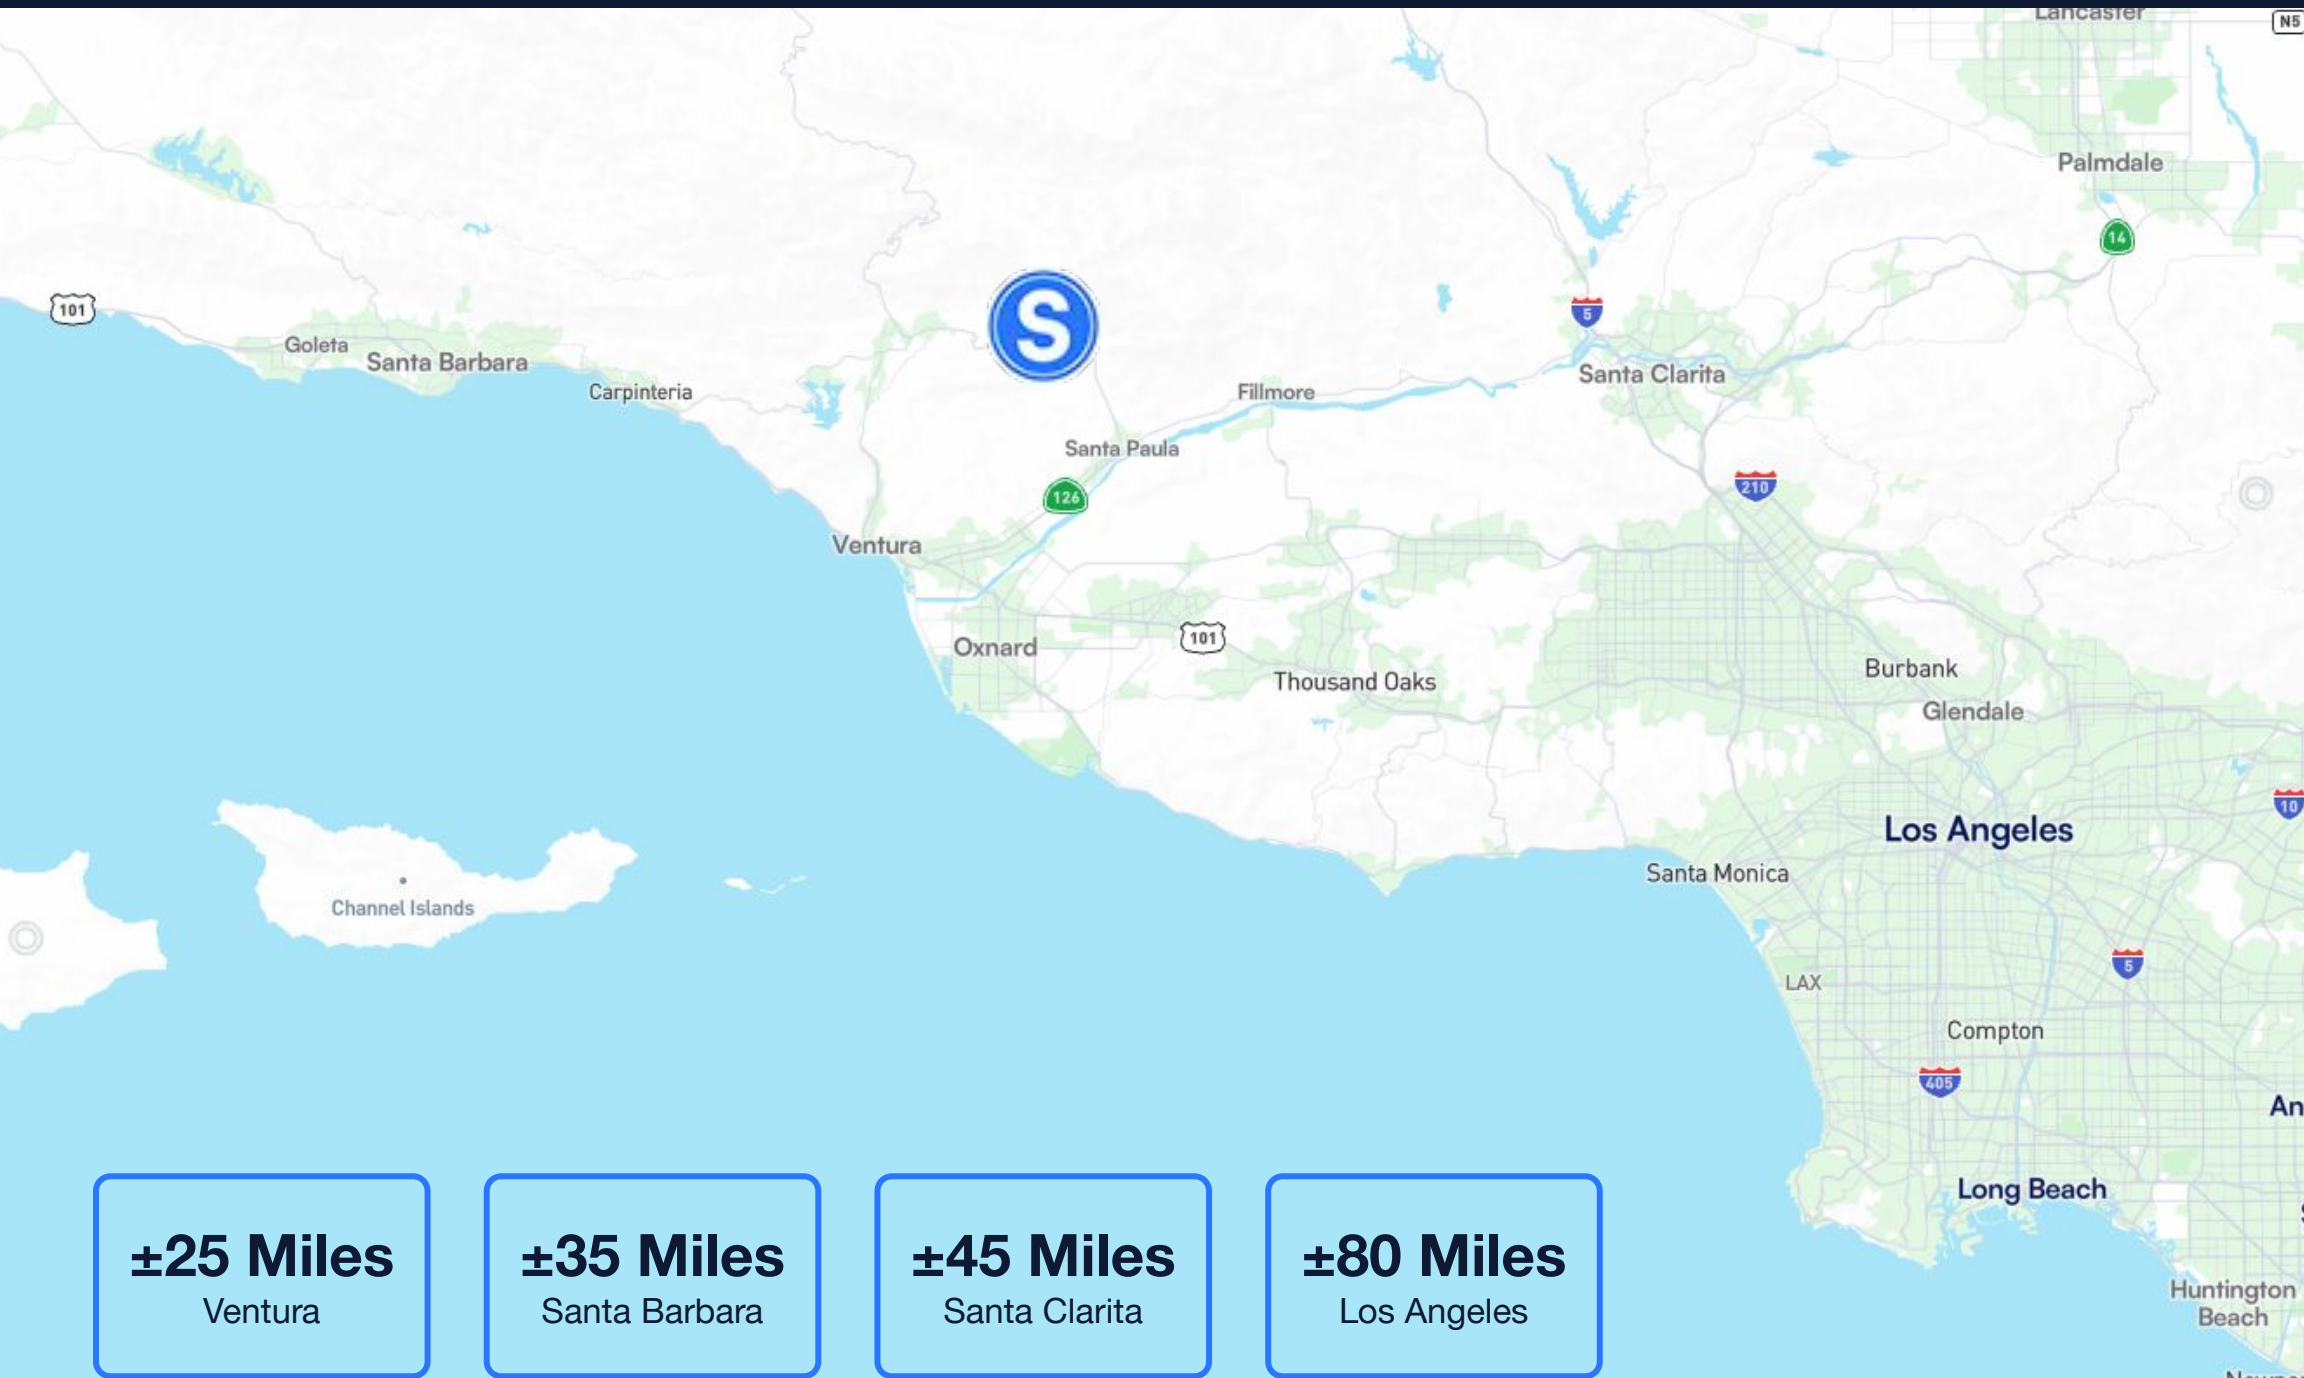 Lancaster
N5
Palmdale
14
101
S
5
Goleta
Santa Barbara
Carpinteria
Fillmore
Santa Clarita
Santa Paula
126
210
Ventura
101
Oxnard
Thousand Oaks
Burbank
Glendale
10
Los Angeles
Santa Monica
Channel Islands
5
LAX
Compton
405
An
Long Beach
Huntington
Beach
±25 Miles
Ventura
±35 Miles
Santa Barbara
±45 Miles
Santa Clarita
±80 Miles
Los Angeles